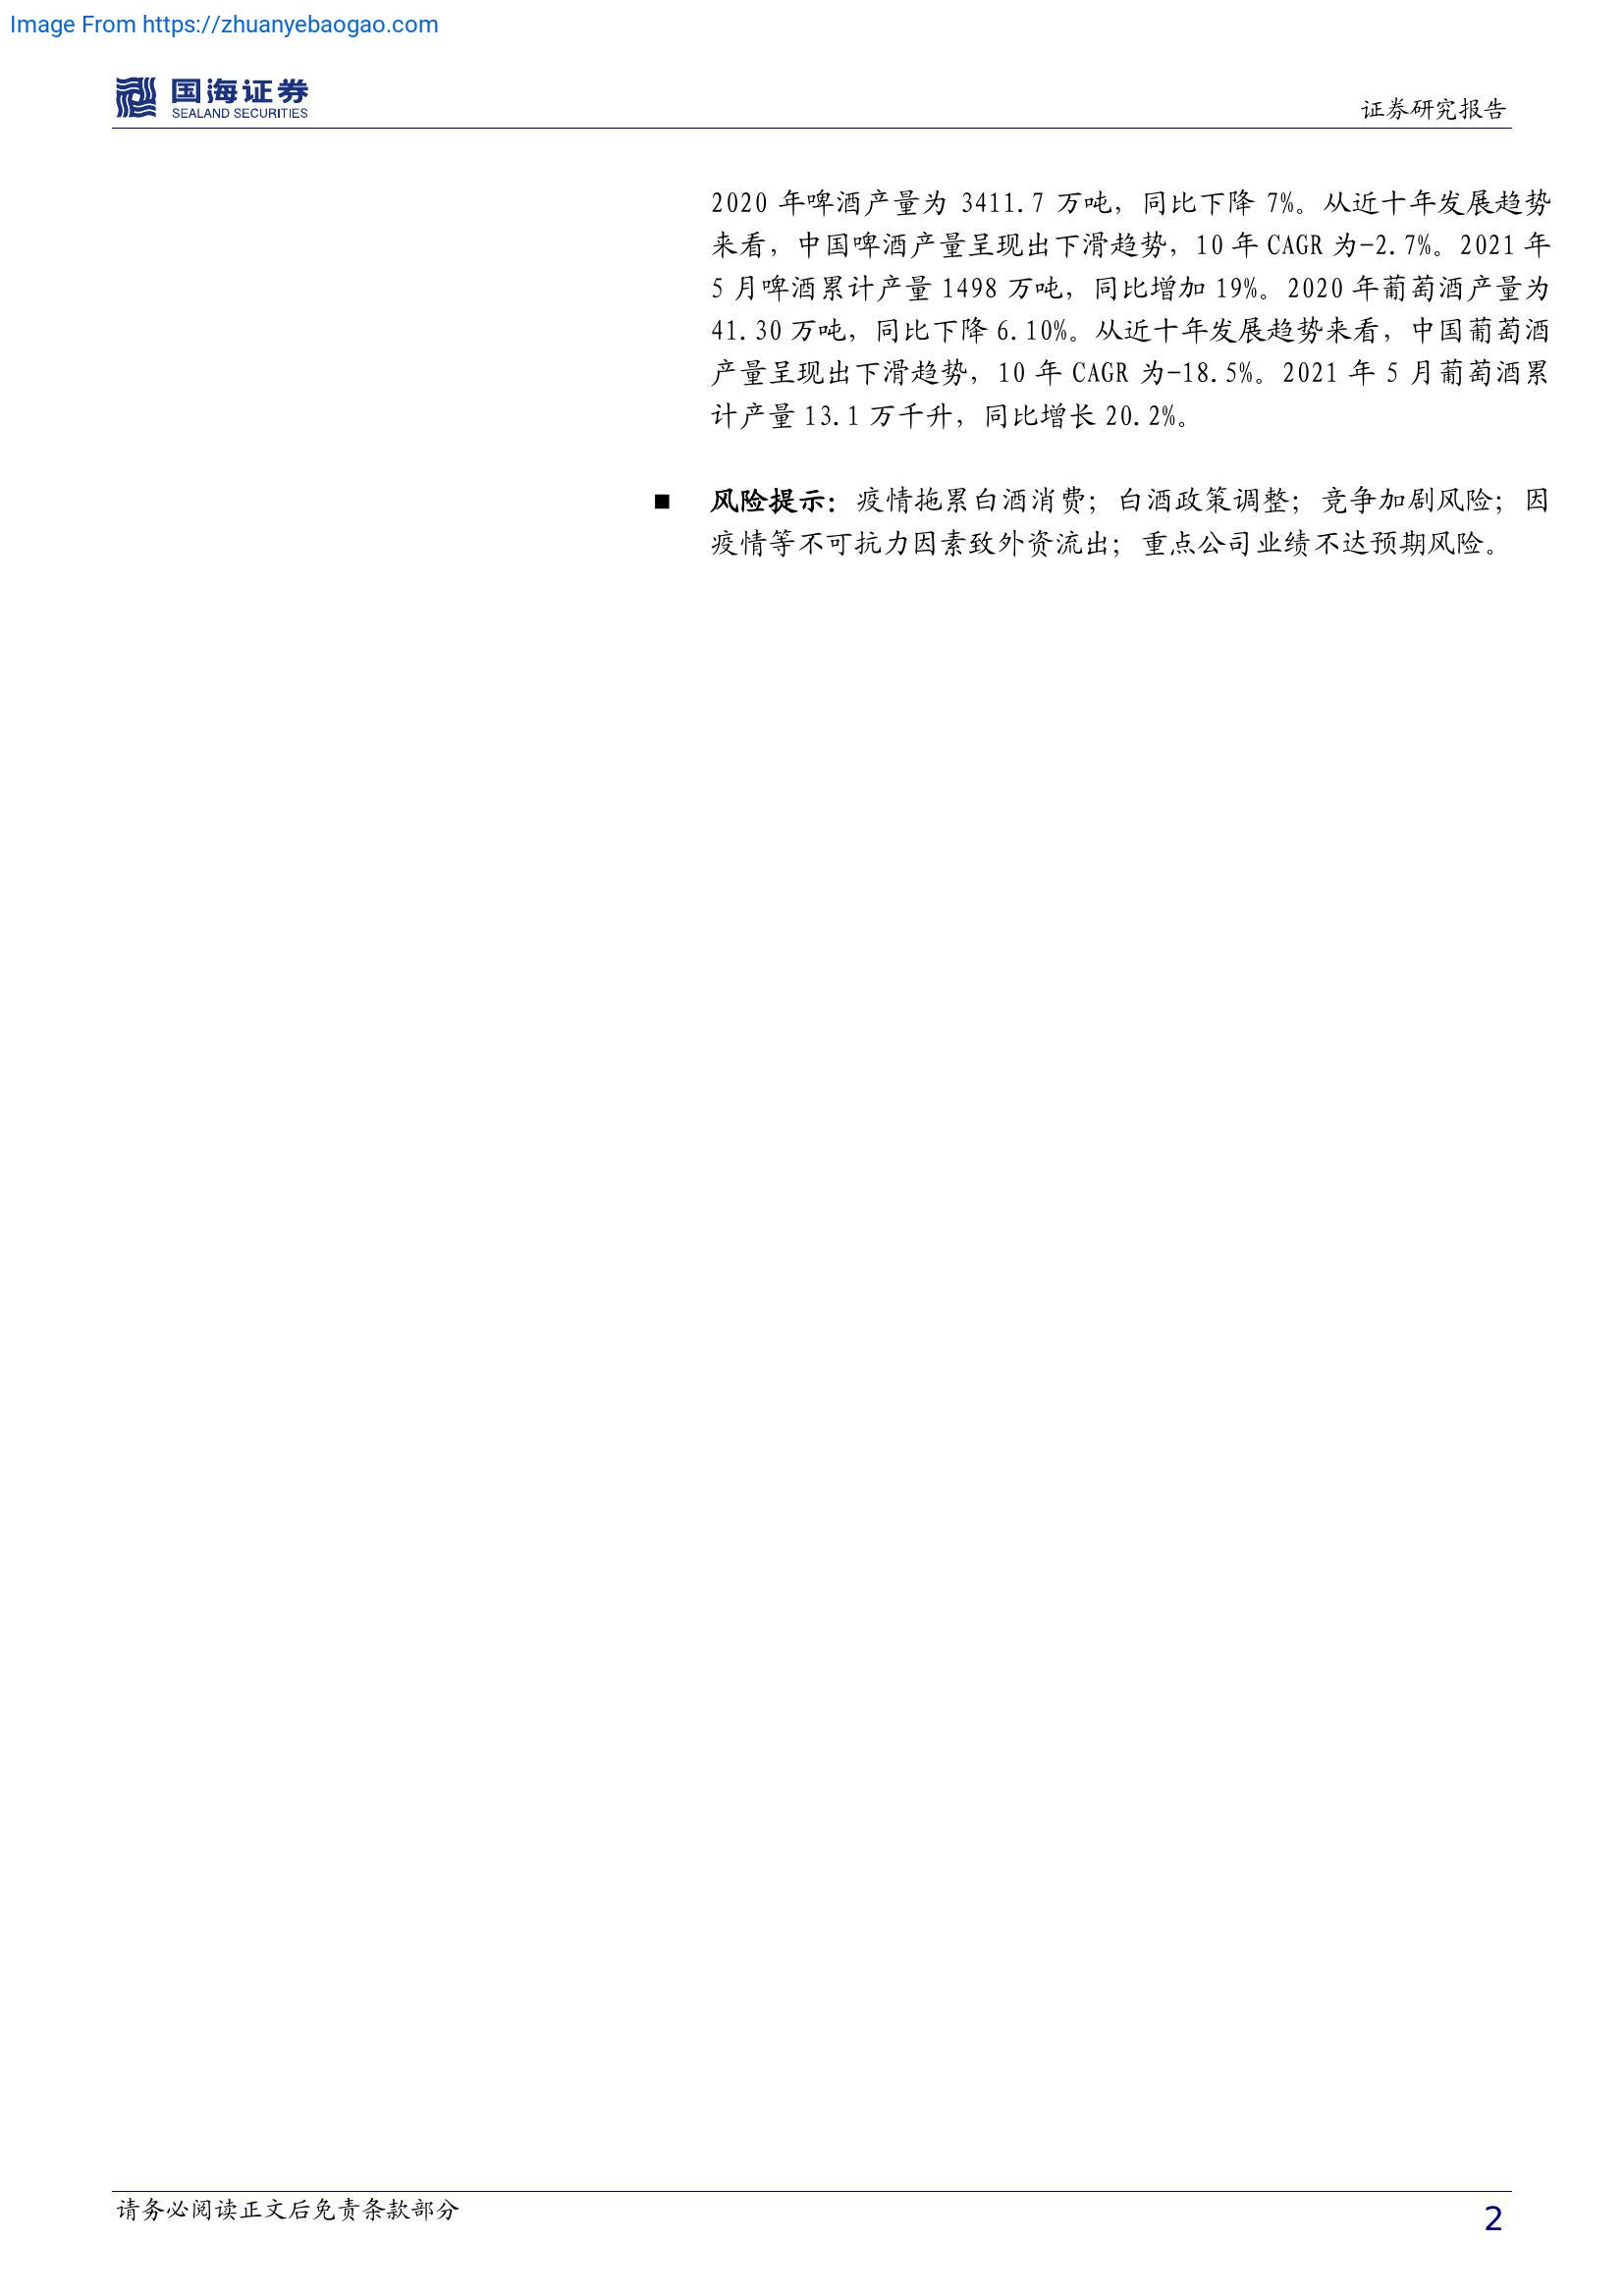 Image From https://zhuanyebaogao.com
国海证券
SEALAND SECURITIES
证券研究报告
2020 年啤酒产量为 3411.7 万吨，同比下降 7%。从近十年发展趋势
来看，中国啤酒产量呈现出下滑趋势，10 年 CAGR 为-2.7%。2021 年
5 月啤酒累计产量 1498 万吨，同比增加 19%。2020 年葡萄酒产量为
41.30 万吨，同比下降 6.10%。从近十年发展趋势来看，中国葡萄酒
产量呈现出下滑趋势，10 年 CAGR 为-18.5%。2021 年 5 月葡萄酒累
计产量 13.1 万千升，同比增长 20.2%。
■ 风险提示：疫情拖累白酒消费；白酒政策调整；竞争加剧风险；因
疫情等不可抗力因素致外资流出；重点公司业绩不达预期风险。
请务必阅读正文后免责条款部分
2